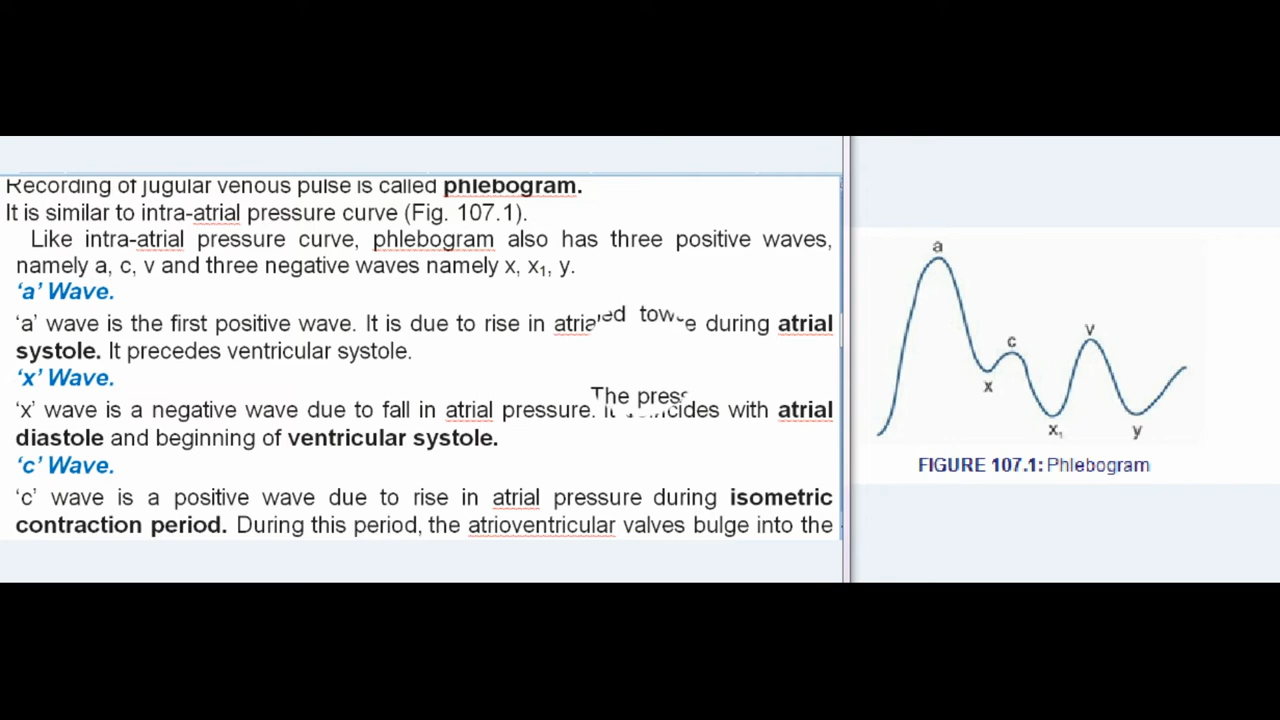 Recording of jugular venous pulse is called phlebogram.
It is similar to intra-atrial pressure curve (Fig. 107.1).
Like intra-atrial pressure curve, phlebogram also has three positive waves,
namely a, c, v and three negative waves namely x, x₁, y.
‘a’ Wave.
‘a’ wave is the first positive wave. It is due to rise in during atrial
systole. It precedes ventricular systole.
‘x’ Wave.
The
‘x’ wave is a negative wave due to fall in atrial pressure. with atrial
diastole and beginning of ventricular systole.
‘c’ Wave.
‘c’ wave is a positive wave due to rise in atrial pressure during isometric
contraction period. During this period, the atrioventricular valves bulge into the
a
c
v
x
x₁
y
FIGURE 107.1: Phlebogram